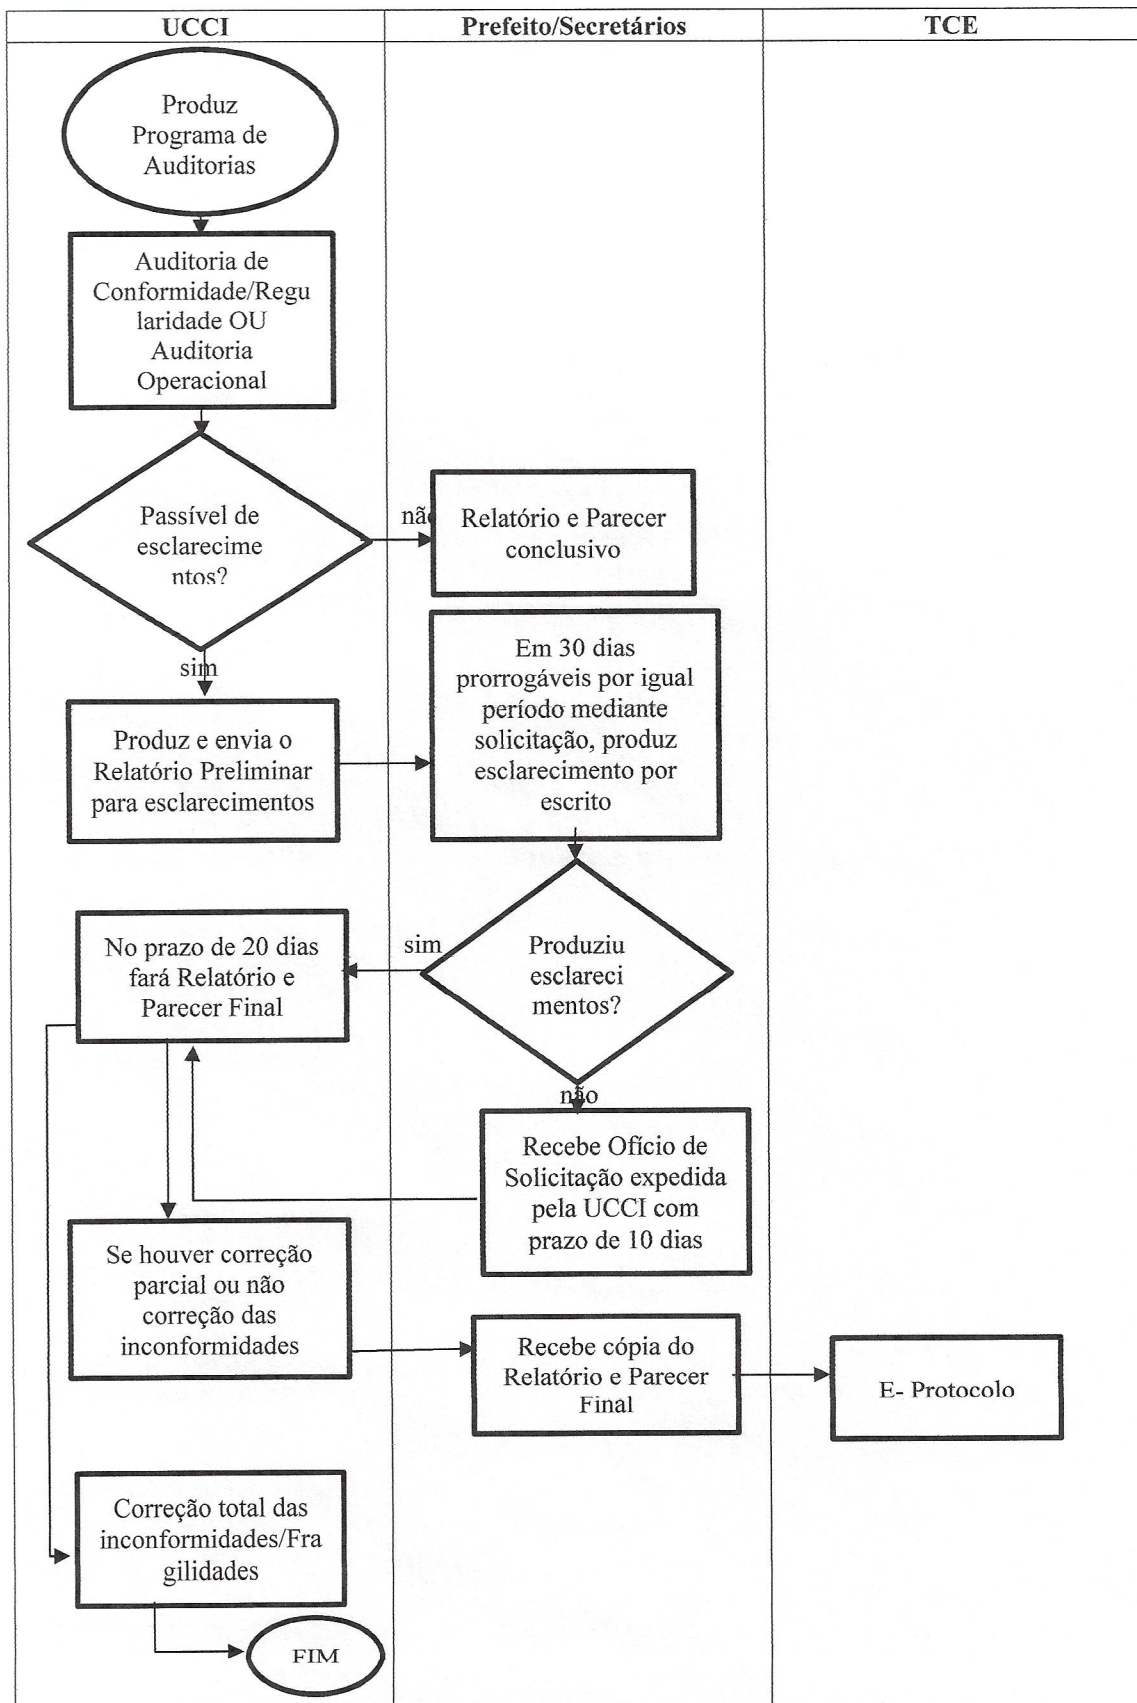 UCCI
Prefeito/Secretários
TCE
Produz
Programa de
Auditorias
Auditoria de
Conformidade/Regu
laridade OU
Auditoria
Operacional
Passível de
esclarecime
ntos?
não
Relatório e Parecer
conclusivo
sim
Produz e envia o
Relatório Preliminar
para esclarecimentos
Em 30 dias
prorrogáveis por igual
período mediante
solicitação, produz
esclarecimento por
escrito
Produziu
esclareci
mentos?
sim
No prazo de 20 dias
fará Relatório e
Parecer Final
não
Recebe Ofício de
Solicitação expedida
pela UCCI com
prazo de 10 dias
Se houver correção
parcial ou não
correção das
inconformidades
Recebe cópia do
Relatório e Parecer
Final
E- Protocolo
Correção total das
inconformidades/Fra
gilidades
FIM